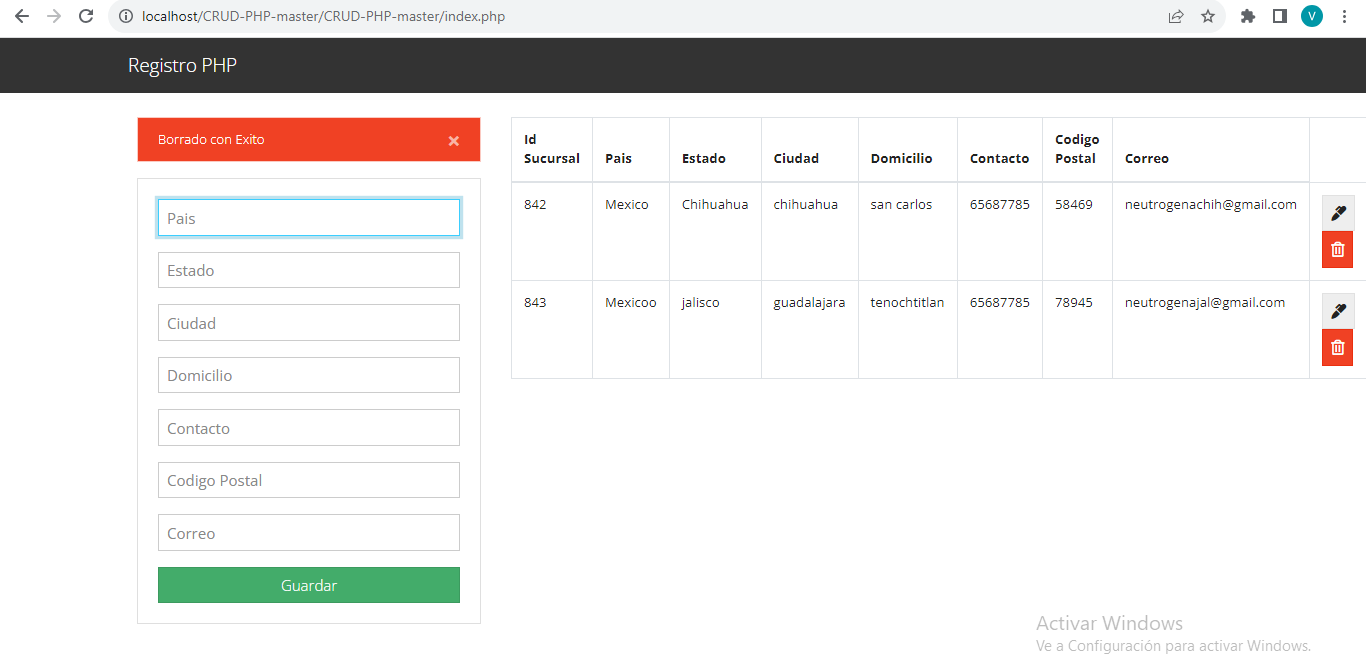 localhost/CRUD-PHP-master/CRUD-PHP-master/index.php
V
Registro PHP
Borrado con Exito ×
Pais
Estado
Ciudad
Domicilio
Contacto
Codigo Postal
Correo
Guardar
Id Sucursal Pais Estado Ciudad Domicilio Contacto Codigo Postal Correo
842 Mexico Chihuahua chihuahua san carlos 65687785 58469 neutrogenachih@gmail.com
843 Mexicoo jalisco guadalajara tenochtitlan 65687785 78945 neutrogenajal@gmail.com
Activar Windows
Ve a Configuración para activar Windows.